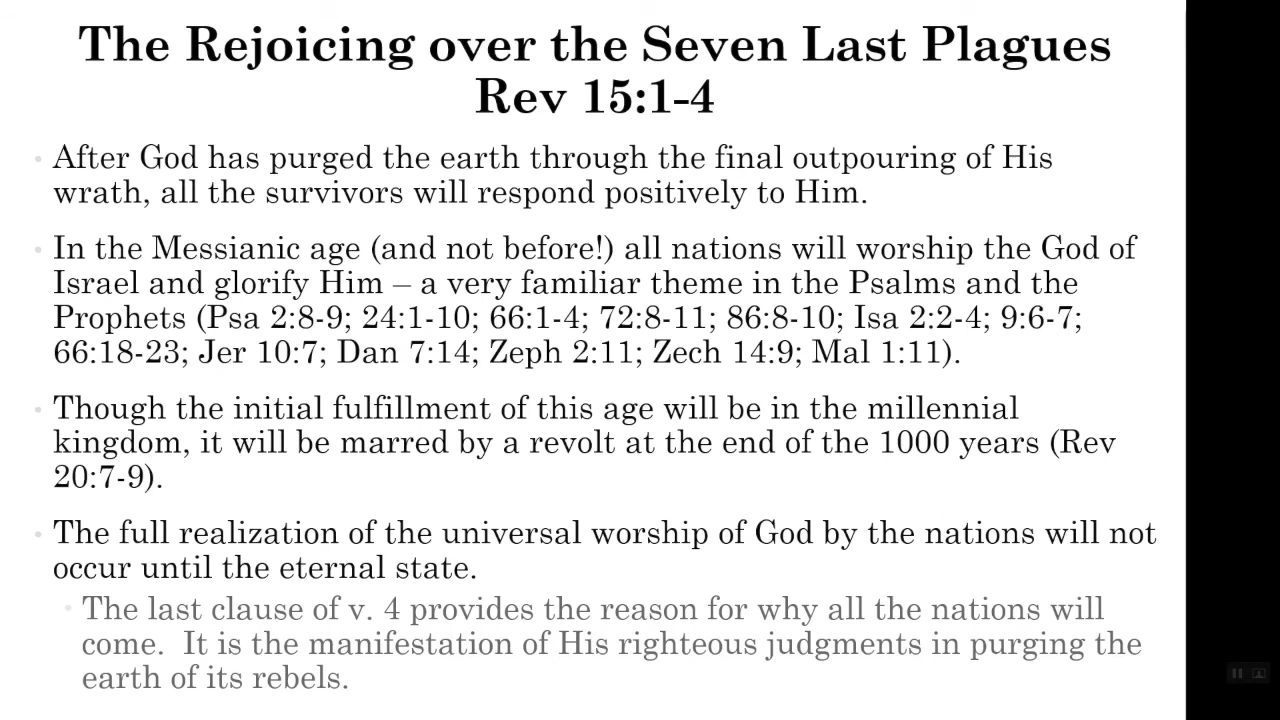 The Rejoicing over the Seven Last Plagues
Rev 15:1-4
• After God has purged the earth through the final outpouring of His
wrath, all the survivors will respond positively to Him.
• In the Messianic age (and not before!) all nations will worship the God of
Israel and glorify Him – a very familiar theme in the Psalms and the
Prophets (Psa 2:8-9; 24:1-10; 66:1-4; 72:8-11; 86:8-10; Isa 2:2-4; 9:6-7;
66:18-23; Jer 10:7; Dan 7:14; Zeph 2:11; Zech 14:9; Mal 1:11).
• Though the initial fulfillment of this age will be in the millennial
kingdom, it will be marred by a revolt at the end of the 1000 years (Rev
20:7-9).
• The full realization of the universal worship of God by the nations will not
occur until the eternal state.
• The last clause of v. 4 provides the reason for why all the nations will
come.  It is the manifestation of His righteous judgments in purging the
earth of its rebels.